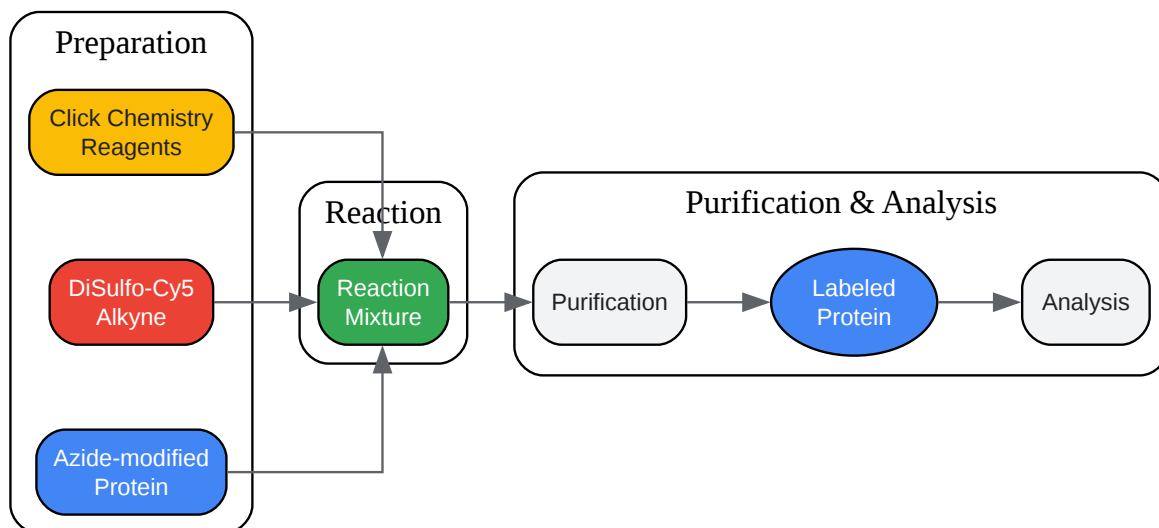 Preparation
Click Chemistry
Reagents
DiSulfo-Cy5
Alkyne
Azide-modified
Protein
Reaction
Reaction
Mixture
Purification & Analysis
Purification
Labeled
Protein
Analysis